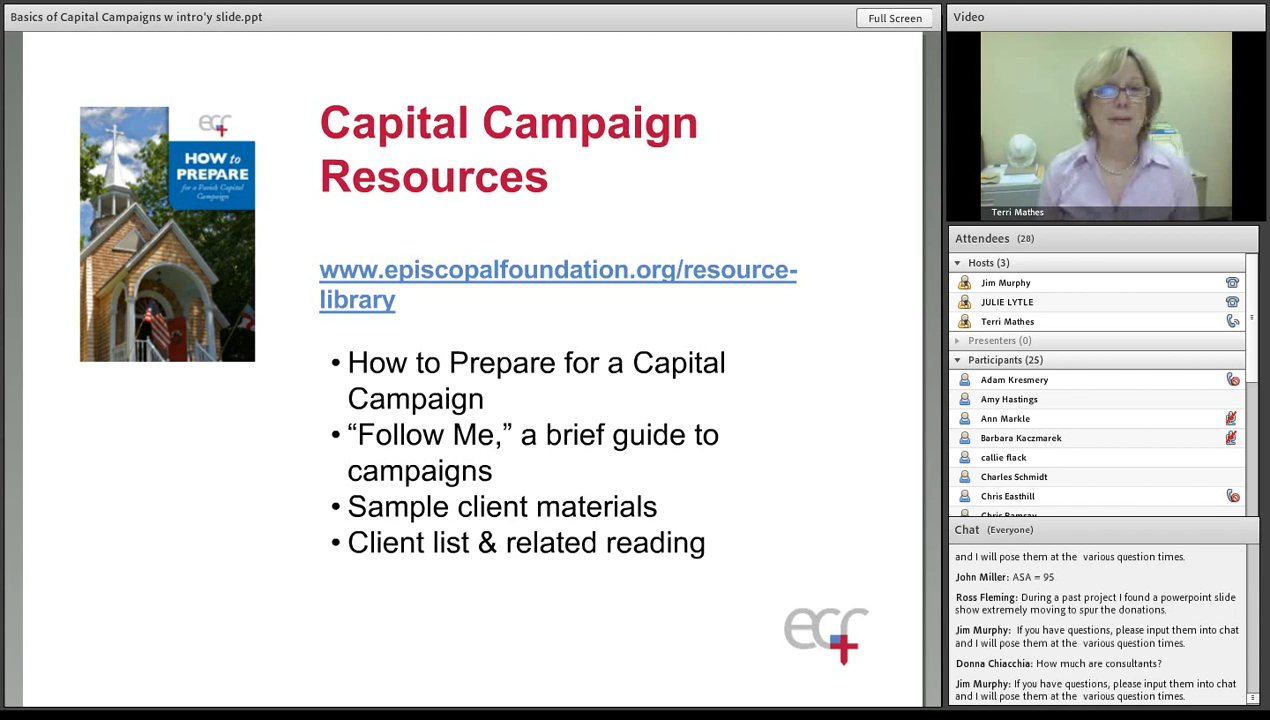 Basics of Capital Campaigns w intro'y slide.ppt
Full Screen
ecf
HOW to
PREPARE
for a Parish Capital
Campaign
Capital Campaign
Resources
www.episcopalfoundation.org/resource-
library
• How to Prepare for a Capital
Campaign
• “Follow Me,” a brief guide to
campaigns
• Sample client materials
• Client list & related reading
ecf
Video
Terri Mathes
Attendees (28)
Hosts (3)
Jim Murphy
JULIE LYTLE
Terri Mathes
Presenters (0)
Participants (25)
Adam Kresmery
Amy Hastings
Ann Markle
Barbara Kaczmarek
callie flack
Charles Schmidt
Chris Easthill
Chris Ramsay
Chat (Everyone)
and I will pose them at the various question times.
John Miller: ASA = 95
Ross Fleming: During a past project I found a powerpoint slide
show extremely moving to spur the donations.
Jim Murphy: If you have questions, please input them into chat
and I will pose them at the various question times.
Donna Chiacchia: How much are consultants?
Jim Murphy: If you have questions, please input them into chat
and I will pose them at the various question times.